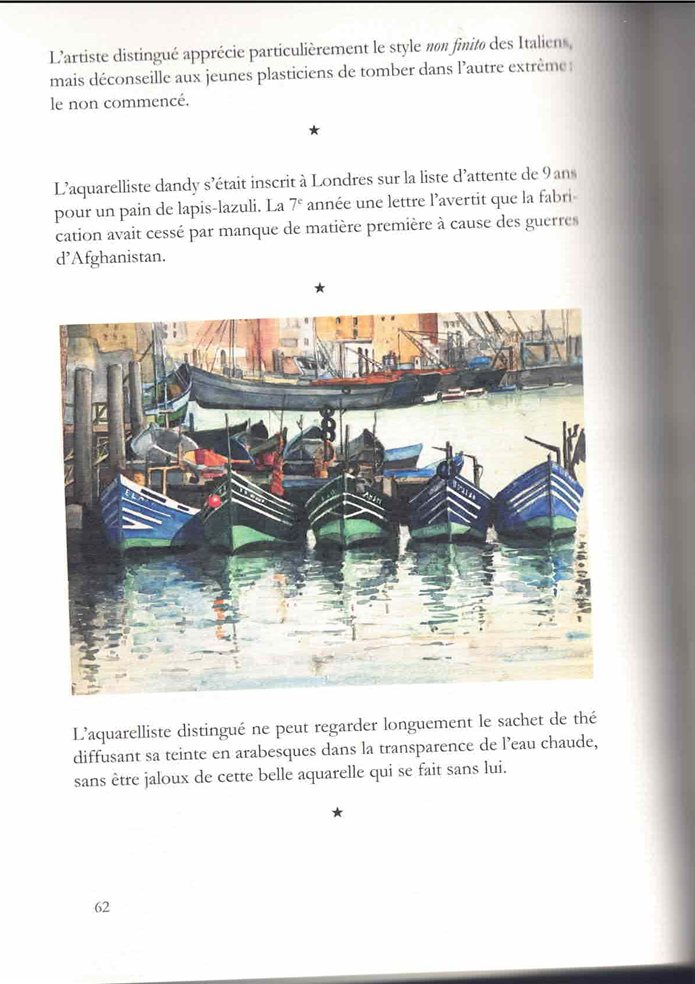 L'artiste distingué apprécie particulièrement le style non finito des Italiens,
mais déconseille aux jeunes plasticiens de tomber dans l'autre extrême :
le non commencé.
★
L'aquarelliste dandy s'était inscrit à Londres sur la liste d'attente de 9 ans
pour un pain de lapis-lazuli. La 7e année une lettre l'avertit que la fabri-
cation avait cessé par manque de matière première à cause des guerres
d'Afghanistan.
★
L'aquarelliste distingué ne peut regarder longuement le sachet de thé
diffusant sa teinte en arabesques dans la transparence de l'eau chaude,
sans être jaloux de cette belle aquarelle qui se fait sans lui.
★
62